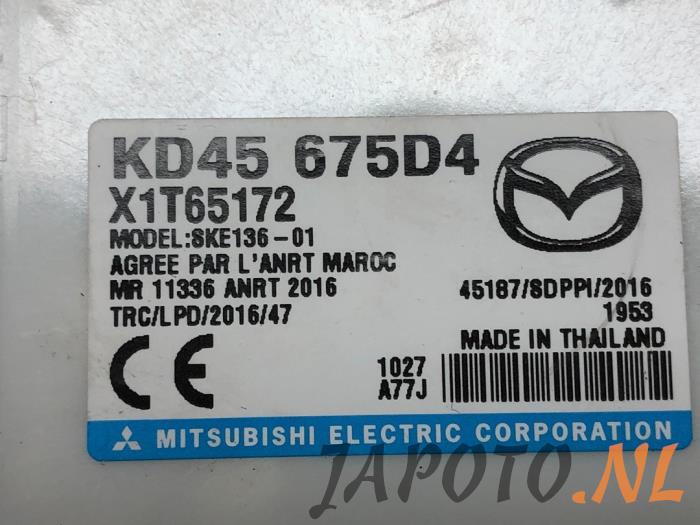 KD45 675D4
X1T65172
MODEL:SKE136-01
AGREE PAR L'ANRT MAROC
MR 11336 ANRT 2016
TRC/LPD/2016/47
45187/SDPPI/2016
1953
MADE IN THAILAND
CE
1027
A77J
MITSUBISHI ELECTRIC CORPORATION
JAPOTO.NL